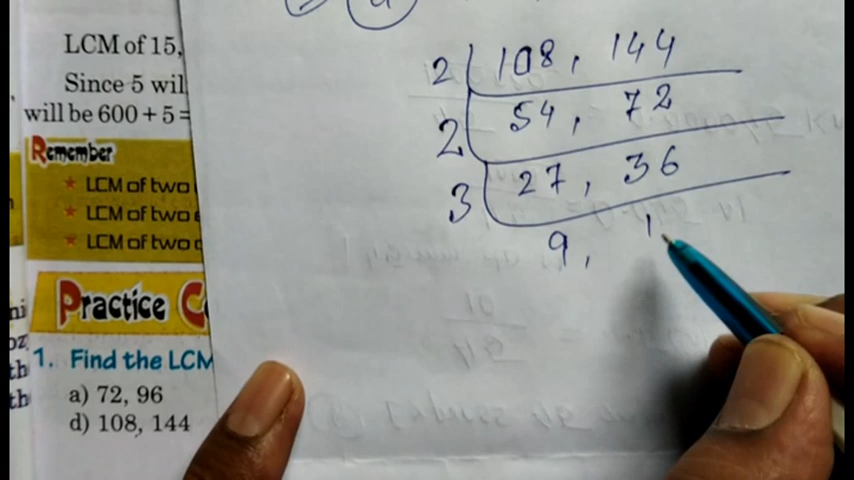 LCM of 15,
Since 5 wil
will be 600 + 5 =
Remember
★ LCM of two
★ LCM of two
★ LCM of two
Practice C
1. Find the LCM
a) 72, 96
d) 108, 144
2 108, 144
2 54, 72
3 27, 36
9, 1